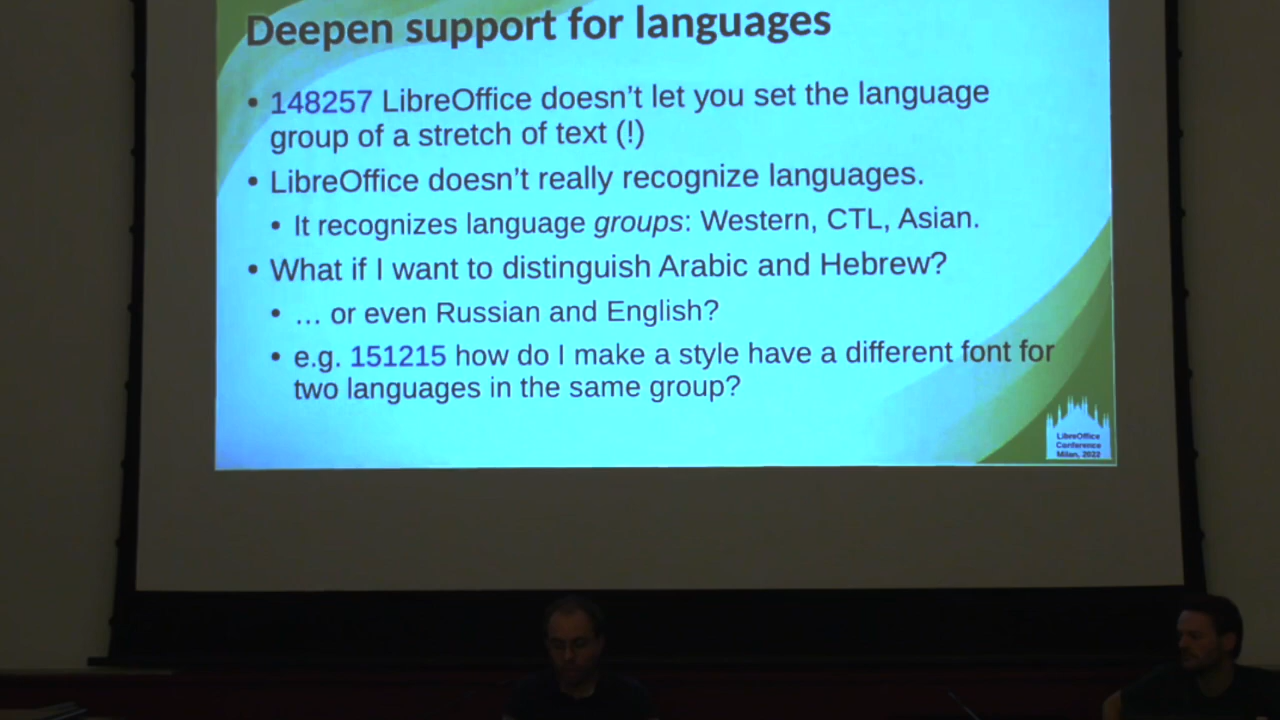 Deepen support for languages
• 148257 LibreOffice doesn’t let you set the language
group of a stretch of text (!)
• LibreOffice doesn’t really recognize languages.
• It recognizes language groups: Western, CTL, Asian.
• What if I want to distinguish Arabic and Hebrew?
• … or even Russian and English?
• e.g. 151215 how do I make a style have a different font for
two languages in the same group?
LibreOffice
Conference
Milan, 2022